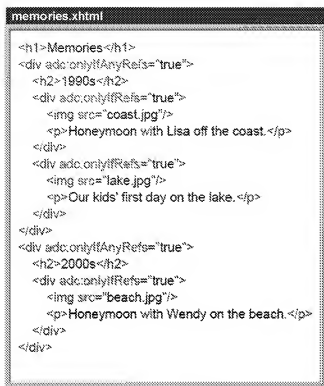 memories.xhtml
<h1>Memories</h1>
<div adc:onlyIfAnyRefs="true">
<h2>1990s</h2>
<div adc:onlyIfRefs="true">
<img src="coast.jpg"/>
<p>Honeymoon with Lisa off the coast.</p>
</div>
<div adc:onlyIfRefs="true">
<img src="lake.jpg"/>
<p>Our kids' first day on the lake.</p>
</div>
</div>
<div adc:onlyIfAnyRefs="true">
<h2>2000s</h2>
<div adc:onlyIfRefs="true">
<img src="beach.jpg"/>
<p>Honeymoon with Wendy on the beach.</p>
</div>
</div>